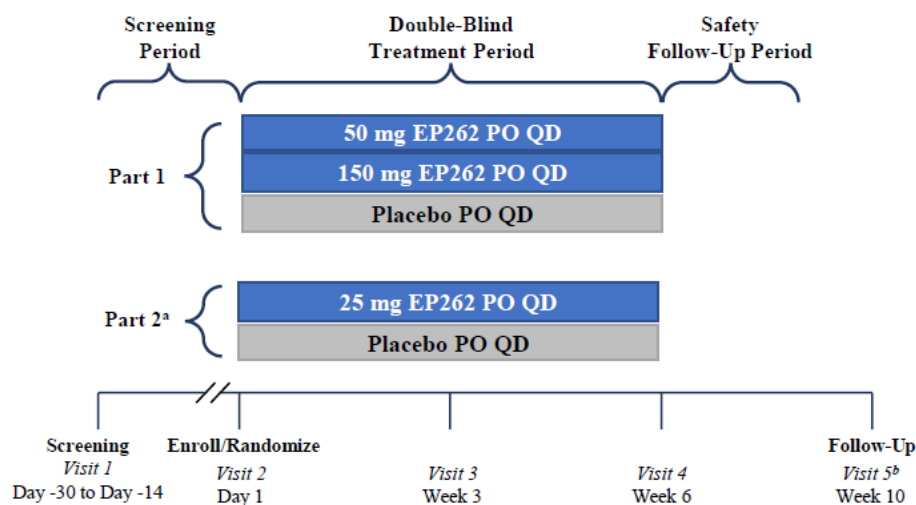 Screening
Period
Double-Blind
Treatment Period
Safety
Follow-Up Period
Part 1
50 mg EP262 PO QD
150 mg EP262 PO QD
Placebo PO QD
Part 2ᵃ
25 mg EP262 PO QD
Placebo PO QD
Screening
Visit 1
Day -30 to Day -14
Enroll/Randomize
Visit 2
Day 1
Visit 3
Week 3
Visit 4
Week 6
Follow-Up
Visit 5ᵇ
Week 10